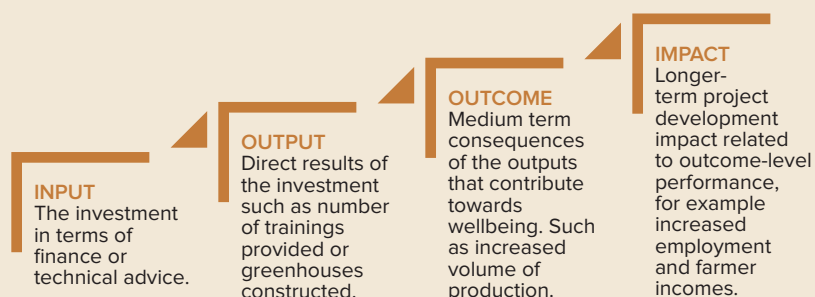 INPUT
The investment
in terms of
finance or
technical advice.
OUTPUT
Direct results of
the investment
such as number
of trainings
provided or
greenhouses
constructed.
OUTCOME
Medium term
consequences
of the outputs
that contribute
towards
wellbeing. Such
as increased
volume of
production.
IMPACT
Longer-
term project
development
impact related
to outcome-level
performance,
for example
increased
employment
and farmer
incomes.